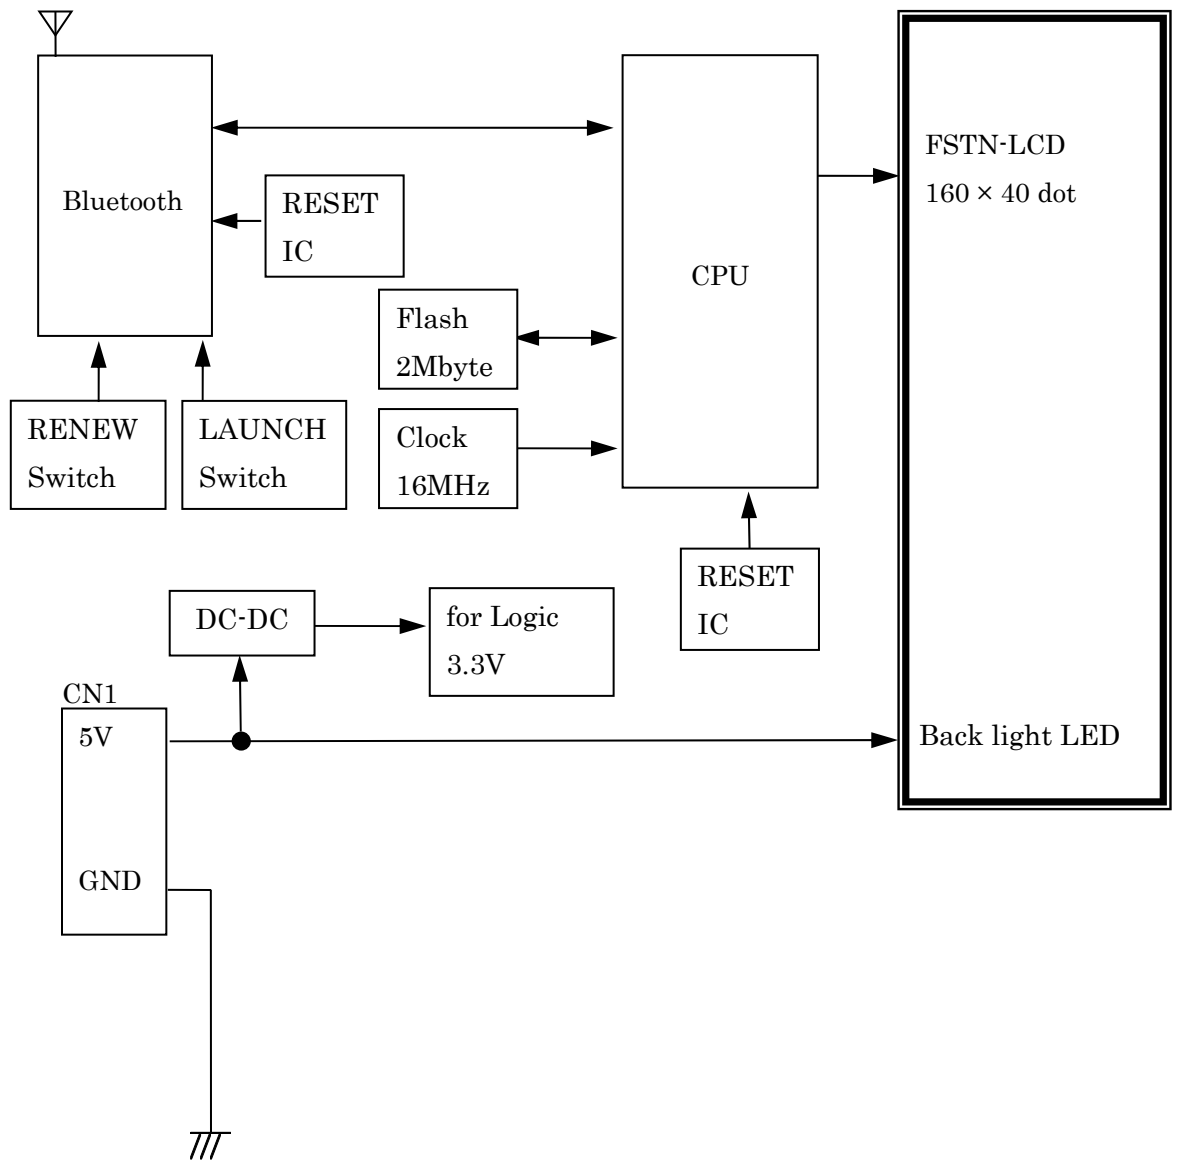 Bluetooth
RESET
IC
CPU
FSTN-LCD
160 × 40 dot
Flash
2Mbyte
RENEW
Switch
LAUNCH
Switch
Clock
16MHz
RESET
IC
DC-DC
for Logic
3.3V
CN1
5V
GND
Back light LED